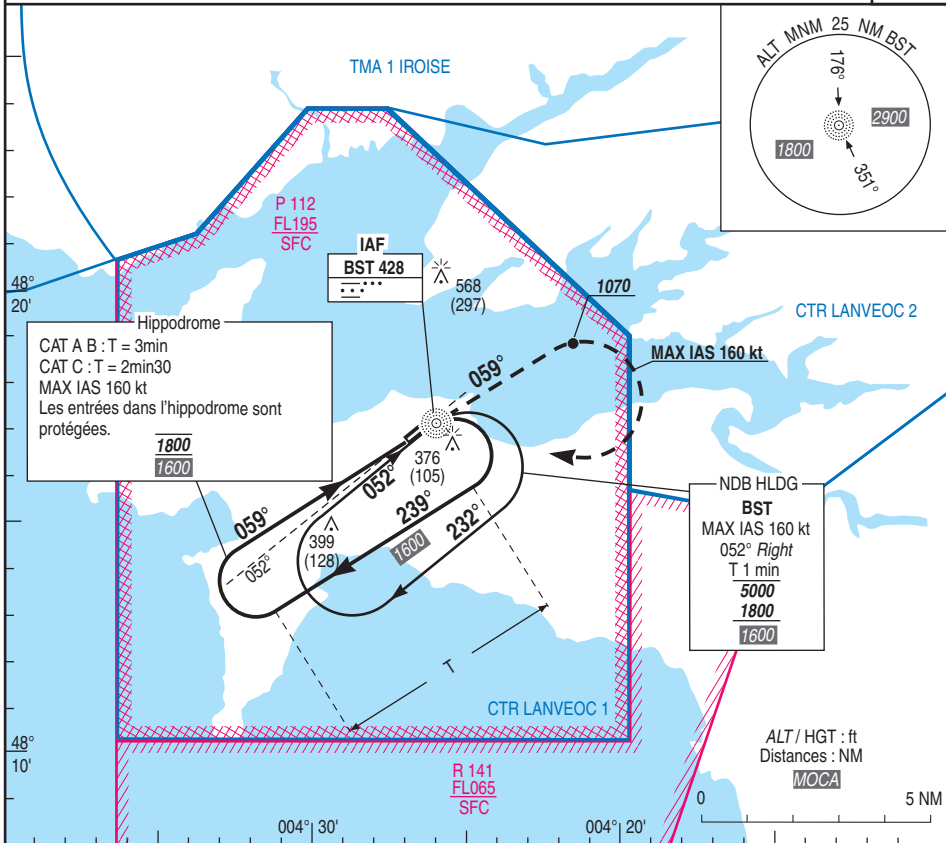 TMA 1 IROISE
ALT MNM 25 NM BST
176°
2900
1800
351°
P 112
FL195
SFC
IAF
BST 428
568
(297)
1070
48°
20'
CTR LANVEOC 2
Hippodrome
CAT A B : T = 3min
CAT C : T = 2min30
MAX IAS 160 kt
Les entrées dans l'hippodrome sont
protégées.
1800
1600
MAX IAS 160 kt
059°
376
(105)
052°
059°
239°
232°
399
(128)
1600
052°
NDB HLDG
BST
MAX IAS 160 kt
052° Right
T 1 min
5000
1800
1600
T
CTR LANVEOC 1
48°
10'
R 141
FL065
SFC
ALT / HGT : ft
Distances : NM
MOCA
0
5 NM
004° 30'
004° 20'